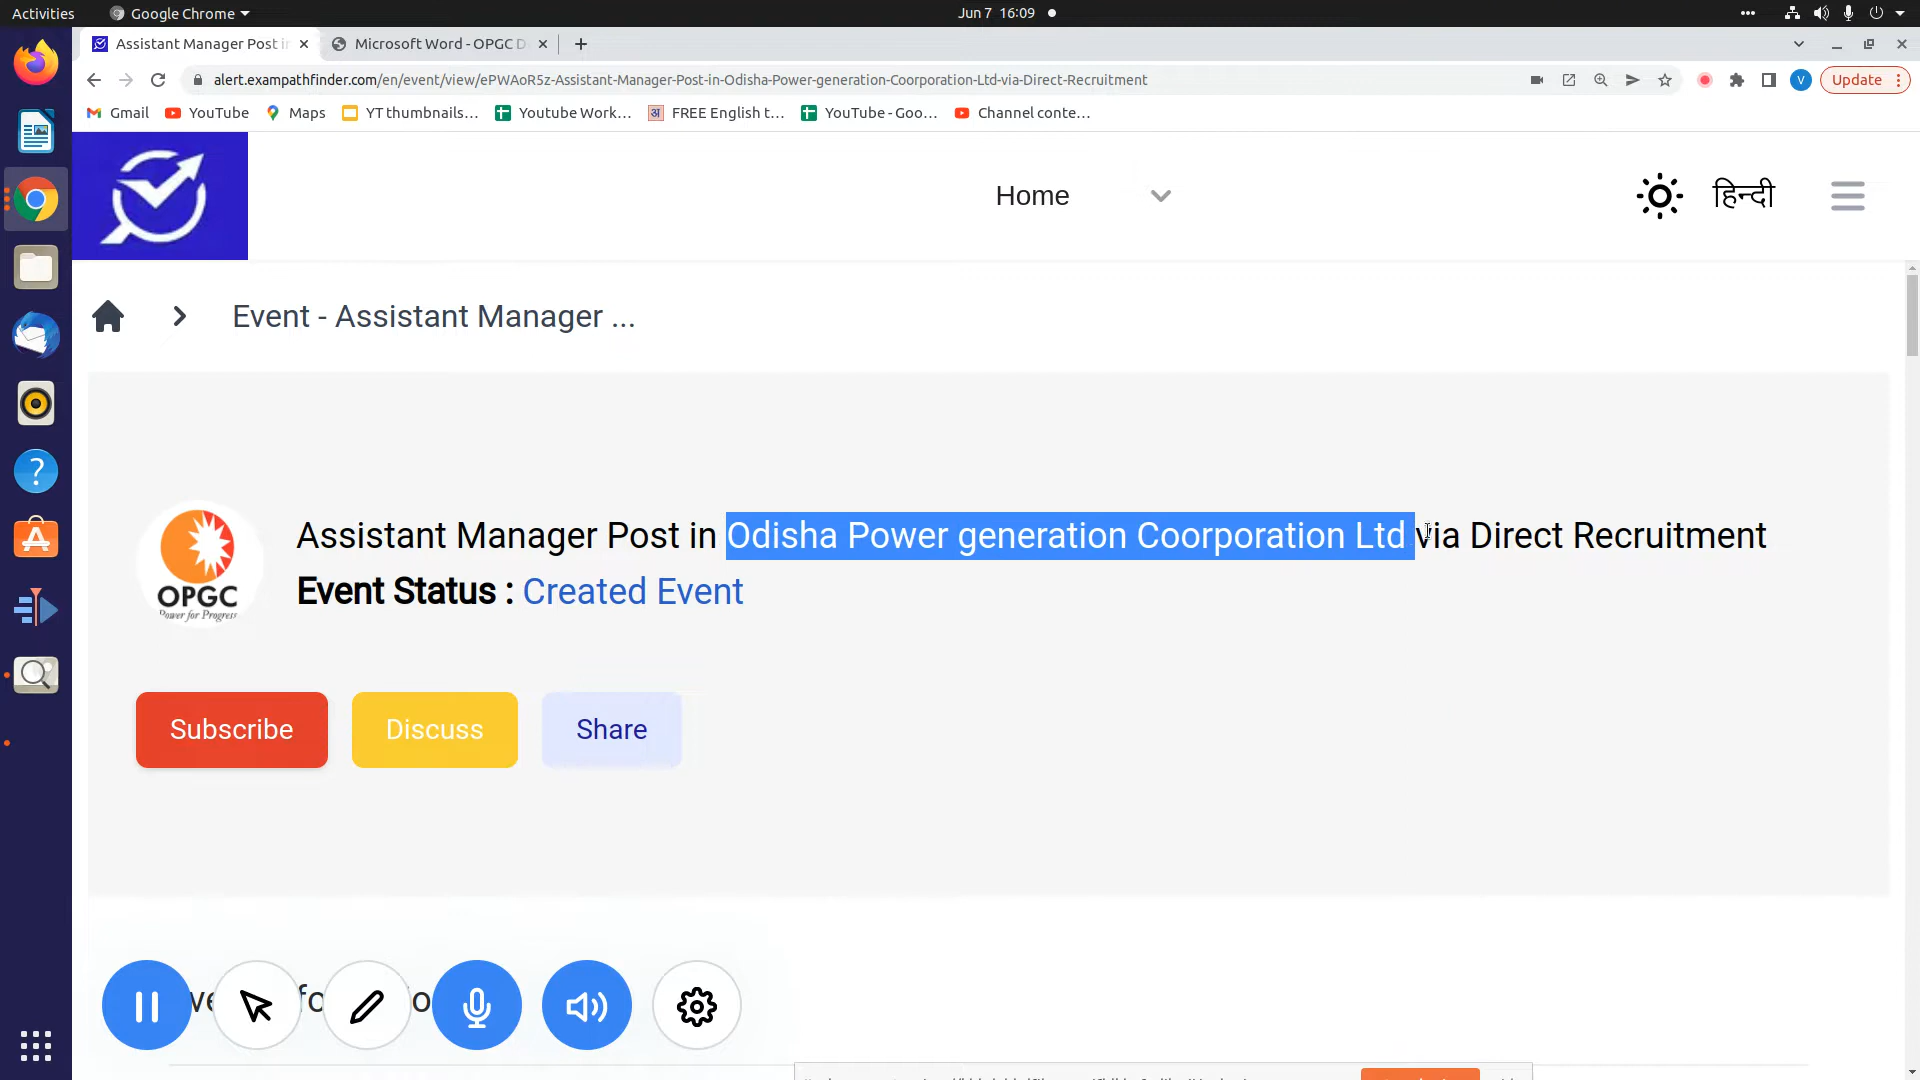 Activities
Google Chrome
Jun 7 16:09
Assistant Manager Post in
Microsoft Word - OPGC D
alert.exampathfinder.com/en/event/view/ePWAoR5z-Assistant-Manager-Post-in-Odisha-Power-generation-Coorporation-Ltd-via-Direct-Recruitment
V
Update
Gmail
YouTube
Maps
YT thumbnails...
Youtube Work...
अ
FREE English t...
YouTube - Goo...
Channel conte...
Home
हिन्दी
Event - Assistant Manager ...
Assistant Manager Post in Odisha Power generation Coorporation Ltd via Direct Recruitment
OPGC
Power for Progress
Event Status : Created Event
Subscribe
Discuss
Share